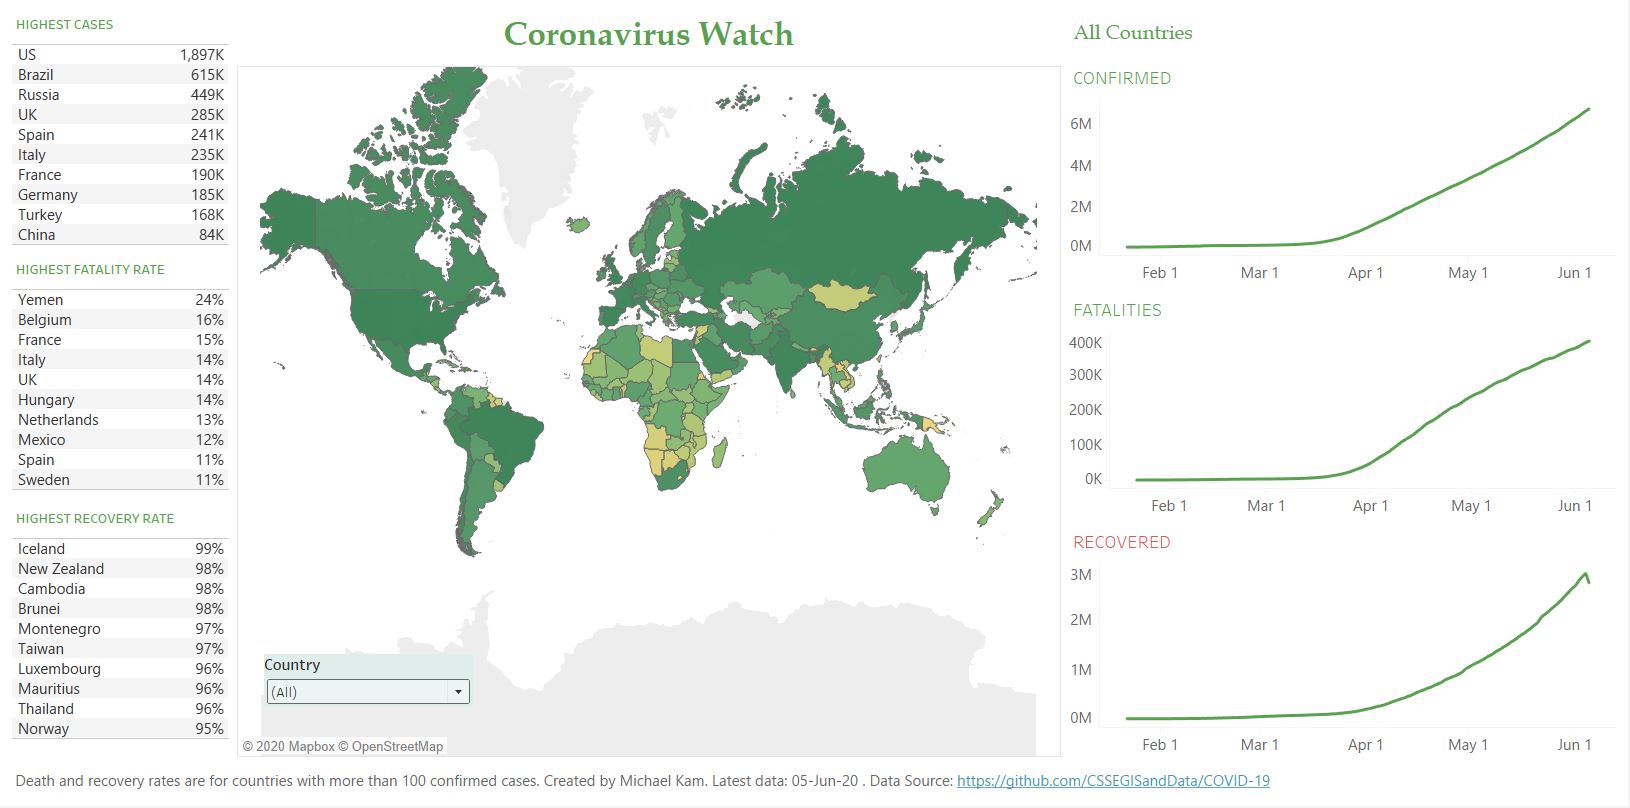 HIGHEST CASES
US 1,897K
Brazil 615K
Russia 449K
UK 285K
Spain 241K
Italy 235K
France 190K
Germany 185K
Turkey 168K
China 84K
HIGHEST FATALITY RATE
Yemen 24%
Belgium 16%
France 15%
Italy 14%
UK 14%
Hungary 14%
Netherlands 13%
Mexico 12%
Spain 11%
Sweden 11%
HIGHEST RECOVERY RATE
Iceland 99%
New Zealand 98%
Cambodia 98%
Brunei 98%
Montenegro 97%
Taiwan 97%
Luxembourg 96%
Mauritius 96%
Thailand 96%
Norway 95%
Coronavirus Watch
Country
(All)
© 2020 Mapbox © OpenStreetMap
All Countries
CONFIRMED
6M
4M
2M
0M
Feb 1 Mar 1 Apr 1 May 1 Jun 1
FATALITIES
400K
300K
200K
100K
0K
Feb 1 Mar 1 Apr 1 May 1 Jun 1
RECOVERED
3M
2M
1M
0M
Feb 1 Mar 1 Apr 1 May 1 Jun 1
Death and recovery rates are for countries with more than 100 confirmed cases. Created by Michael Kam. Latest data: 05-Jun-20 . Data Source: https://github.com/CSSEGISandData/COVID-19